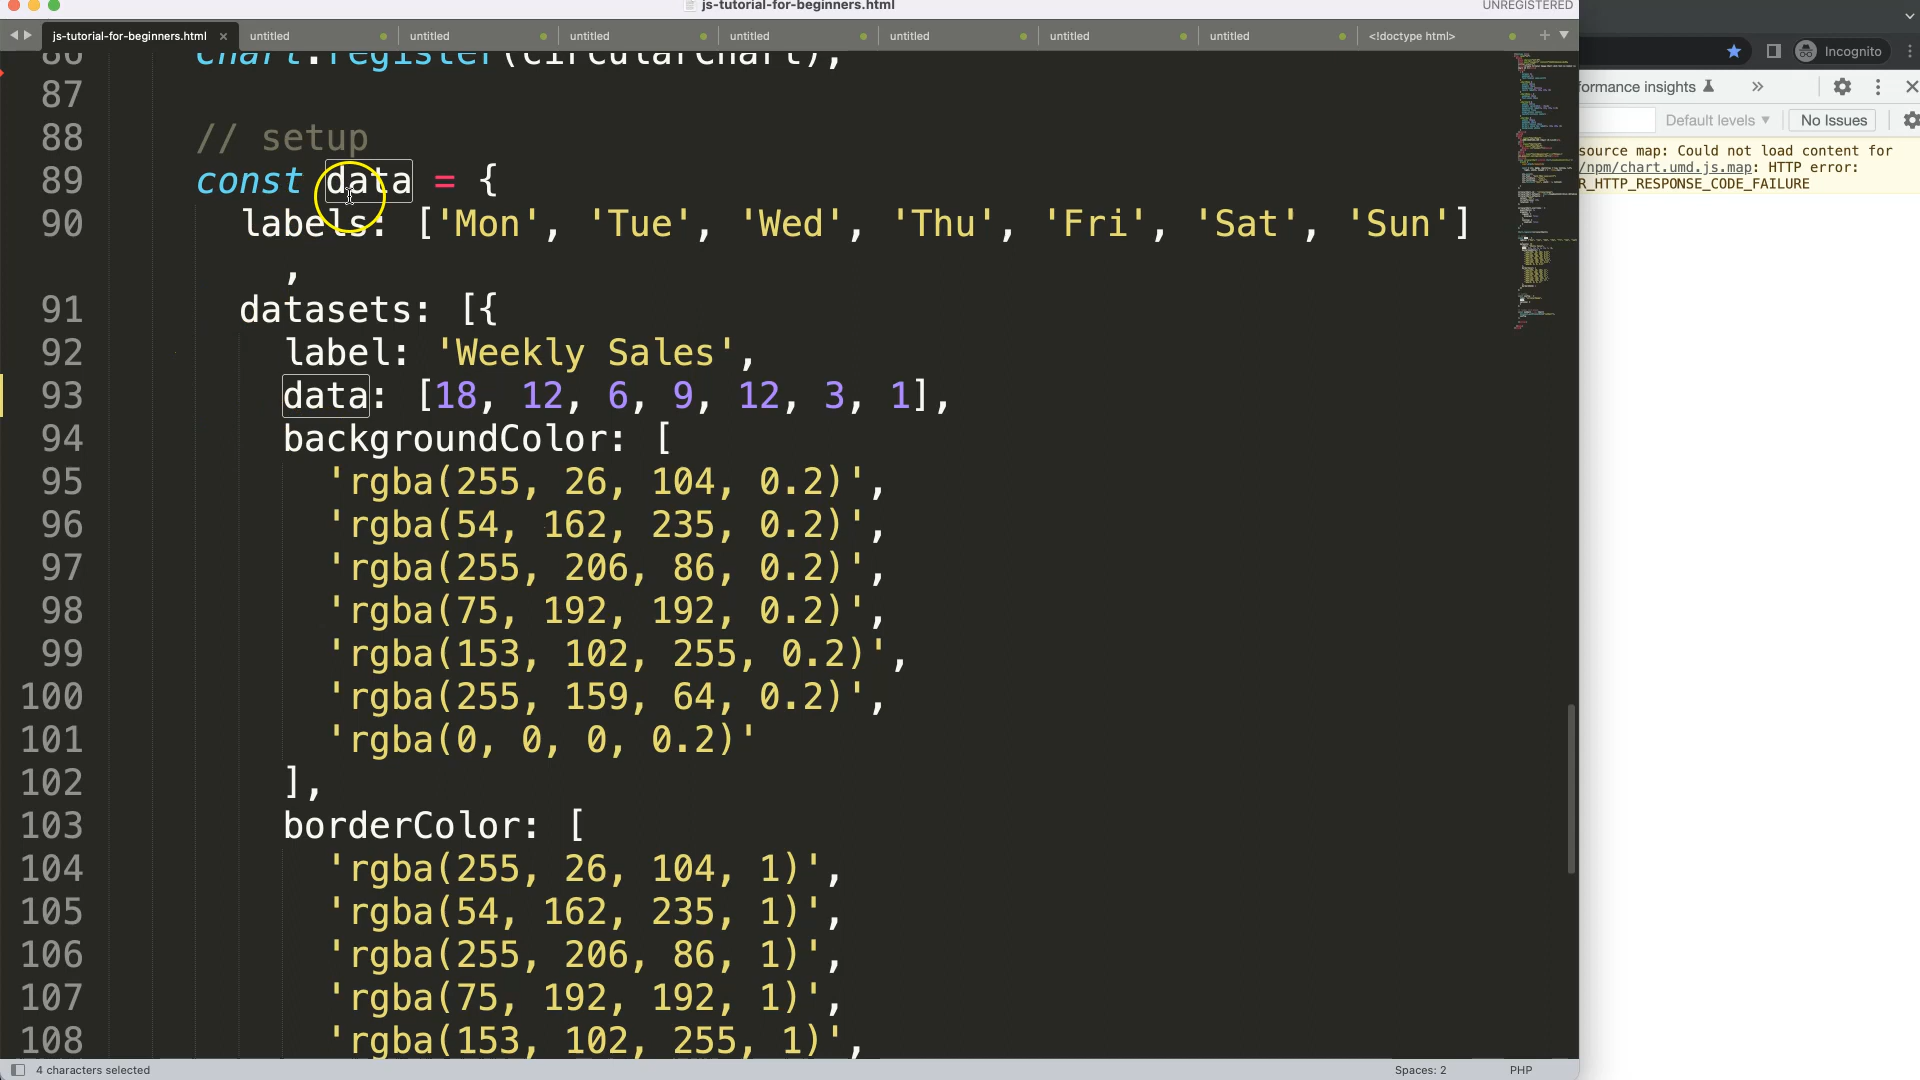 js-tutorial-for-beginners.html
UNREGISTERED
js-tutorial-for-beginners.html × untitled untitled untitled untitled untitled untitled untitled <!doctype html> +
Incognito
86 chart.register(CircularChart);
87
88 // setup
89 const data = {
90 labels: ['Mon', 'Tue', 'Wed', 'Thu', 'Fri', 'Sat', 'Sun']
,
91 datasets: [{
92 label: 'Weekly Sales',
93 data: [18, 12, 6, 9, 12, 3, 1],
94 backgroundColor: [
95 'rgba(255, 26, 104, 0.2)',
96 'rgba(54, 162, 235, 0.2)',
97 'rgba(255, 206, 86, 0.2)',
98 'rgba(75, 192, 192, 0.2)',
99 'rgba(153, 102, 255, 0.2)',
100 'rgba(255, 159, 64, 0.2)',
101 'rgba(0, 0, 0, 0.2)'
102 ],
103 borderColor: [
104 'rgba(255, 26, 104, 1)',
105 'rgba(54, 162, 235, 1)',
106 'rgba(255, 206, 86, 1)',
107 'rgba(75, 192, 192, 1)',
108 'rgba(153, 102, 255, 1)',
formance insights »
Default levels ▼ No Issues
source map: Could not load content for
/npm/chart.umd.js.map: HTTP error:
R_HTTP_RESPONSE_CODE_FAILURE
4 characters selected
Spaces: 2
PHP